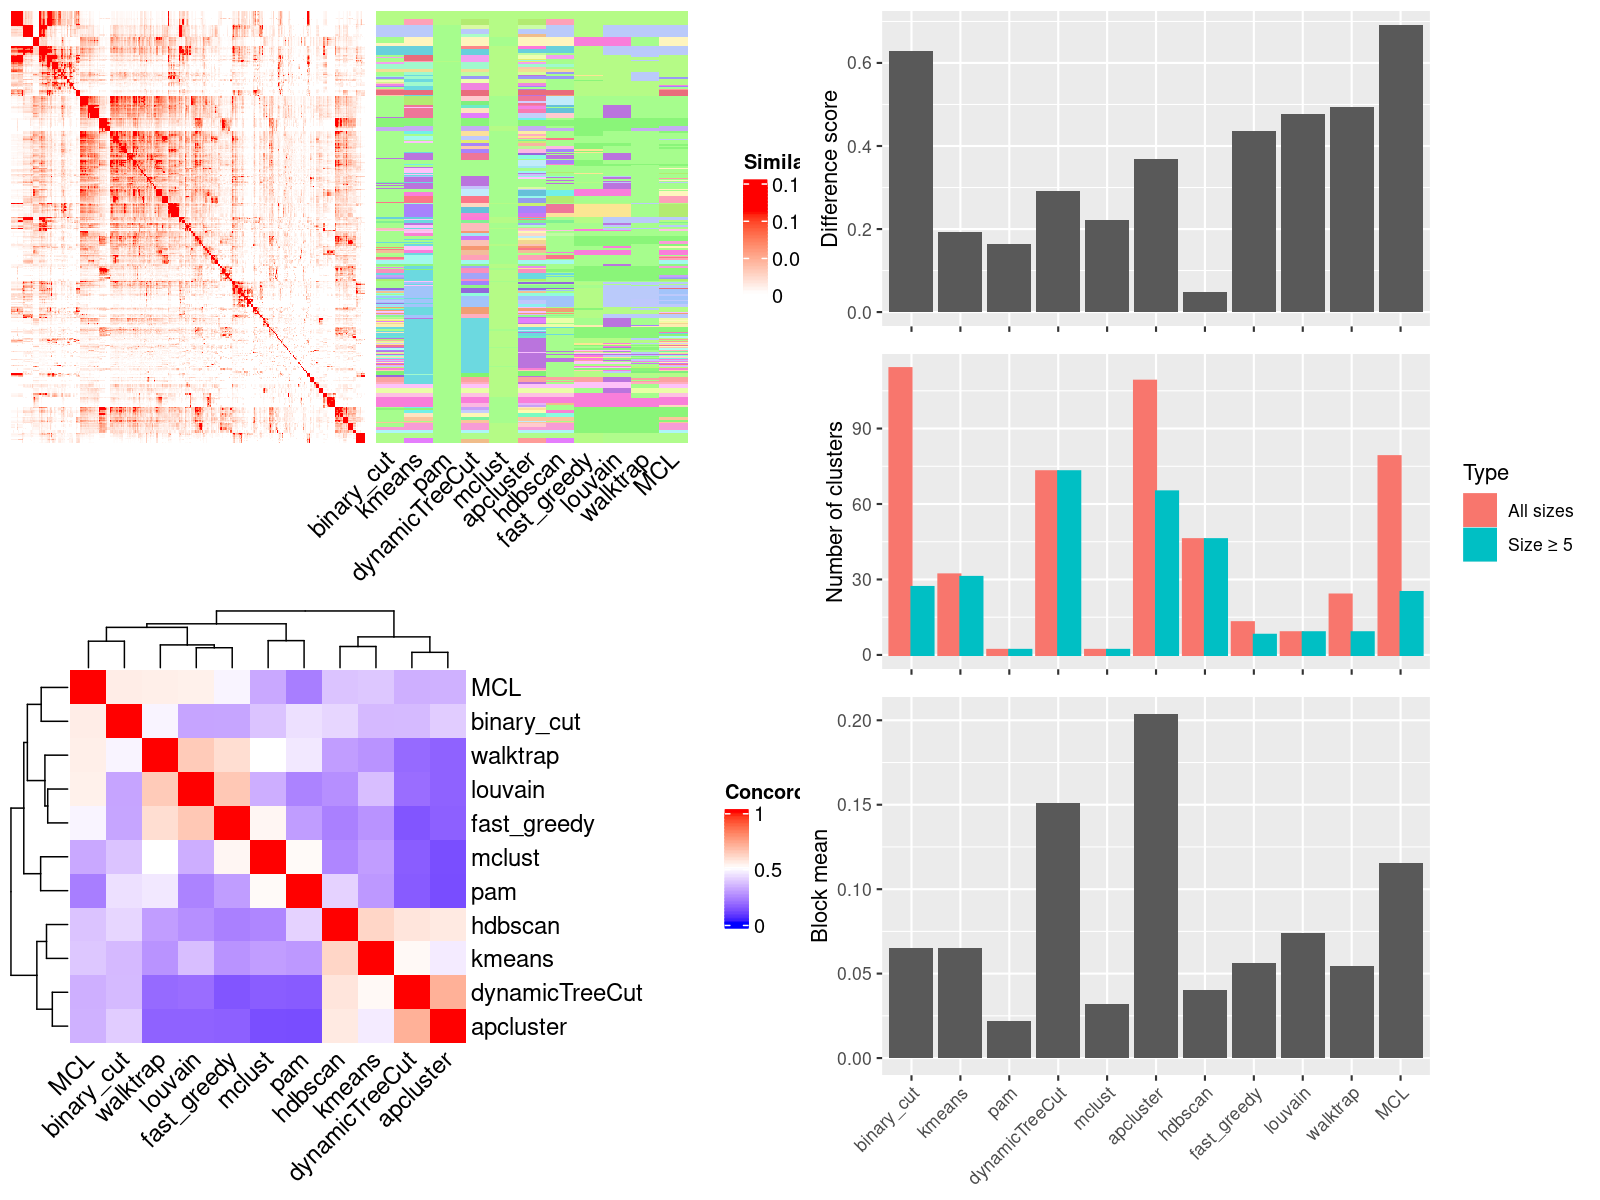 Simila
0.1
0.1
0.0
0
binary_cut
kmeans
pam
dynamicTreeCut
mclust
apcluster
hdbscan
fast_greedy
louvain
walktrap
MCL
MCL
binary_cut
walktrap
louvain
fast_greedy
mclust
pam
hdbscan
kmeans
dynamicTreeCut
apcluster
MCL
binary_cut
walktrap
louvain
fast_greedy
mclust
pam
hdbscan
kmeans
dynamicTreeCut
apcluster
Concord
1
0.5
0
Difference score
0.6
0.4
0.2
0.0
Number of clusters
90
60
30
0
Type
All sizes
Size ≥ 5
Block mean
0.20
0.15
0.10
0.05
0.00
binary_cut
kmeans
pam
dynamicTreeCut
mclust
apcluster
hdbscan
fast_greedy
louvain
walktrap
MCL